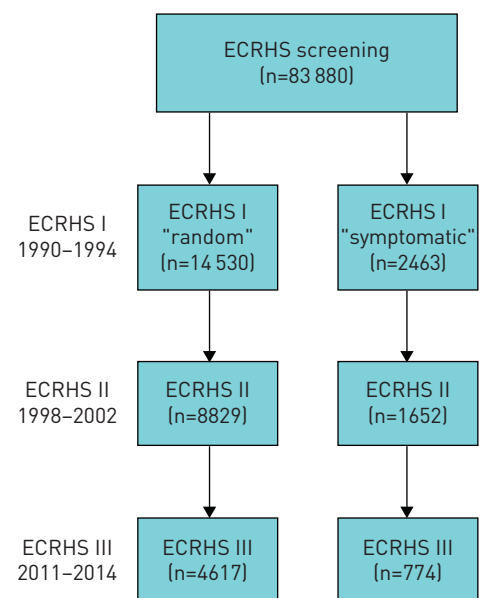 ECRHS screening
(n=83 880)
ECRHS I
1990–1994
ECRHS I
"random"
(n=14 530)
ECRHS I
"symptomatic"
(n=2463)
ECRHS II
1998–2002
ECRHS II
(n=8829)
ECRHS II
(n=1652)
ECRHS III
2011–2014
ECRHS III
(n=4617)
ECRHS III
(n=774)